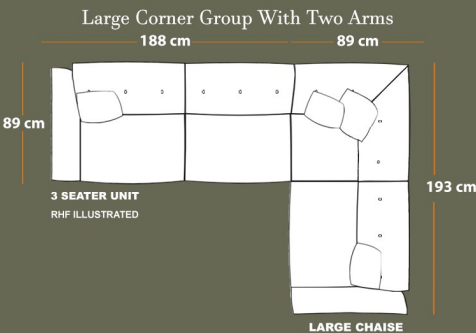 Large Corner Group With Two Arms
188 cm 89 cm
89 cm
193 cm
3 SEATER UNIT
RHF ILLUSTRATED
LARGE CHAISE